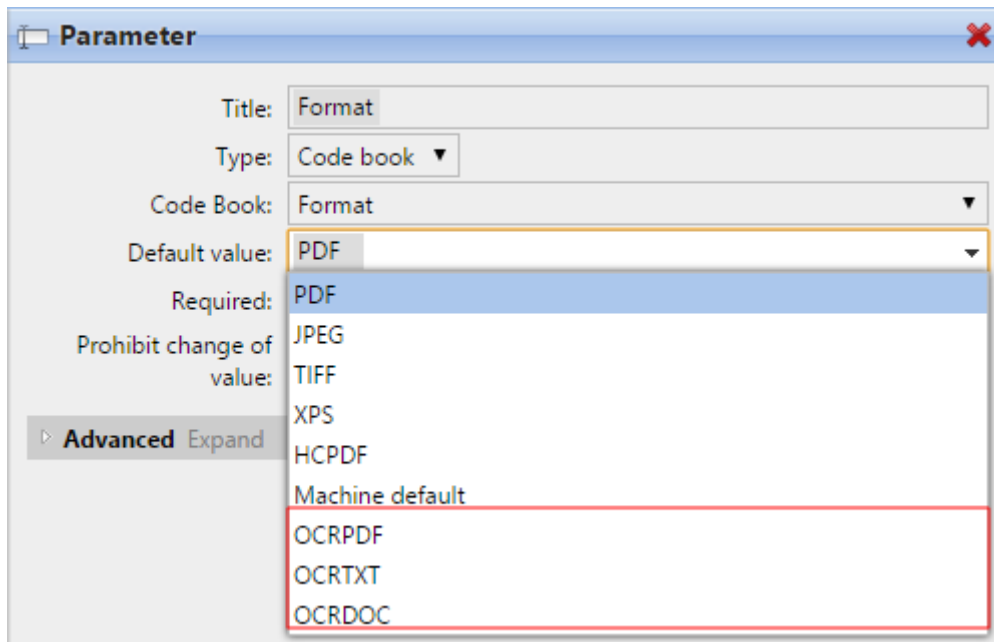 Parameter
Title: Format
Type: Code book
Code Book: Format
Default value: PDF
Required:
Prohibit change of
value:
Advanced Expand
PDF
JPEG
TIFF
XPS
HCPDF
Machine default
OCRPDF
OCRTXT
OCRDOC